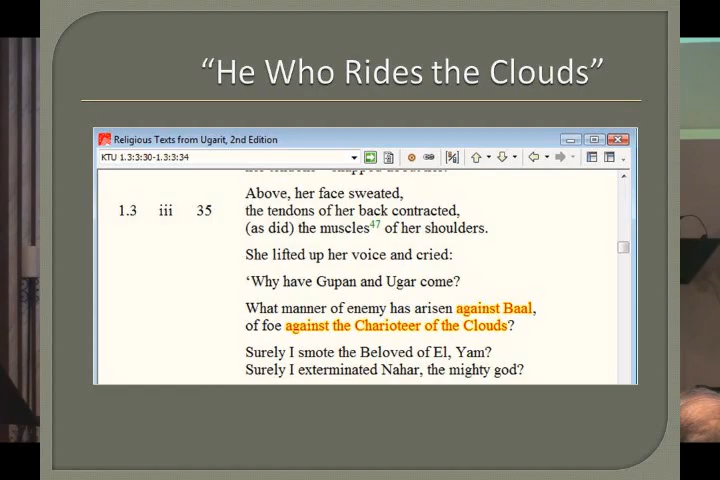 “He Who Rides the Clouds”
Religious Texts from Ugarit, 2nd Edition
KTU 1.3:3:30-1.3:3:34
Above, her face sweated,
1.3 iii 35 the tendons of her back contracted,
(as did) the muscles47 of her shoulders.
She lifted up her voice and cried:
‘Why have Gupan and Ugar come?
What manner of enemy has arisen against Baal,
of foe against the Charioteer of the Clouds?
Surely I smote the Beloved of El, Yam?
Surely I exterminated Nahar, the mighty god?